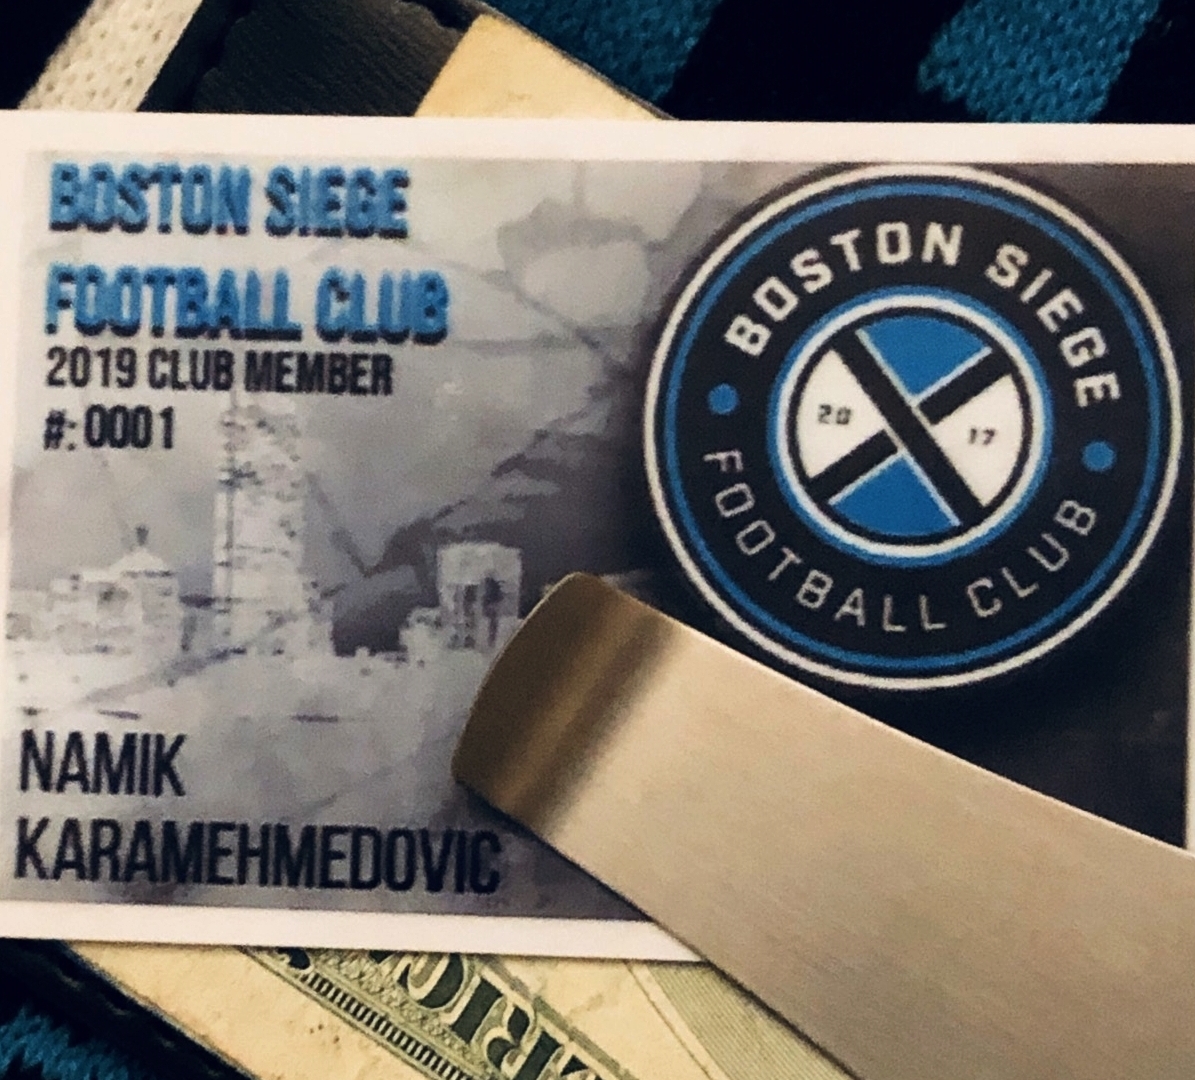 BOSTON SIEGE
FOOTBALL CLUB
2019 CLUB MEMBER
#: 0001
BOSTON SIEGE
20 17
FOOTBALL CLUB
NAMIK
KARAMEHMEDOVIC